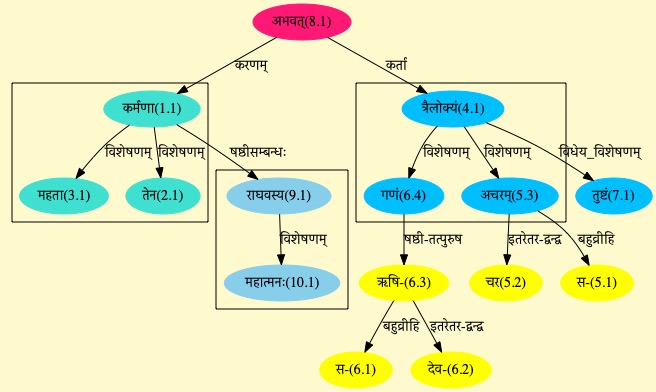 अभवत्(8.1)
करणम् कर्ता
कर्मणा(1.1) त्रैलोक्यं(4.1)
विशेषणम् विशेषणम् षष्ठीसम्बन्धः विशेषणम् विशेषणम् विधेय_विशेषणम्
महता(3.1) तेन(2.1) राघवस्य(9.1) गणं(6.4) अचरम्(5.3) तुष्टं(7.1)
विशेषणम् षष्ठी-तत्पुरुष इतरेतर-द्वन्द्व बहुव्रीहि
महात्मनः(10.1) ऋषि-(6.3) चर(5.2) स-(5.1)
बहुव्रीहि इतरेतर-द्वन्द्व
स-(6.1) देव-(6.2)